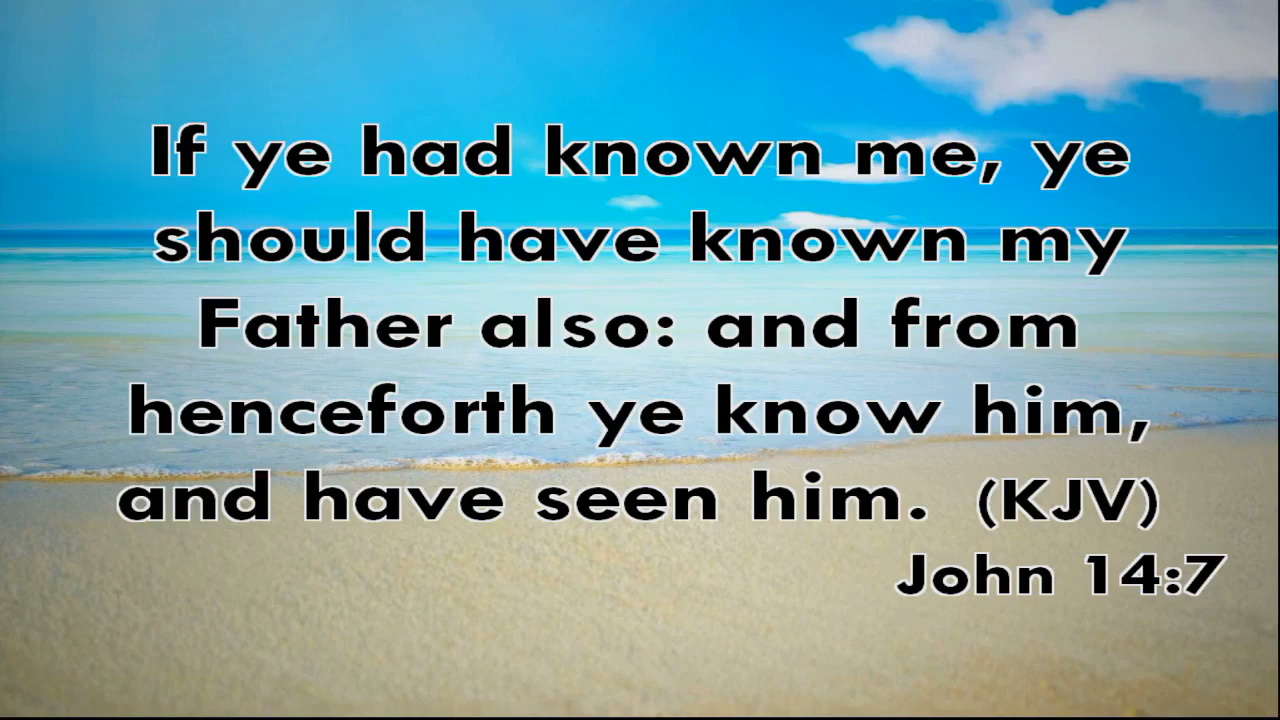 If ye had known me, ye
should have known my
Father also: and from
henceforth ye know him,
and have seen him. (KJV)
John 14:7